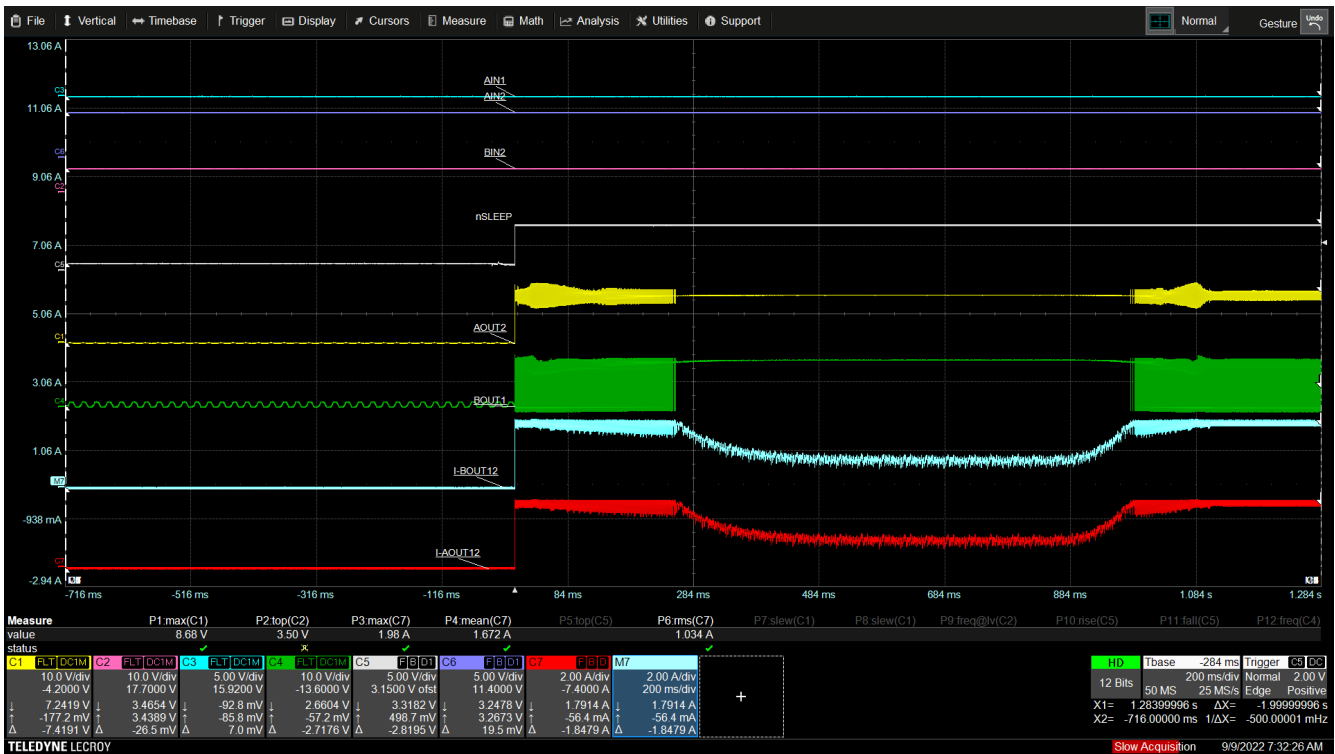 File Vertical Timebase Trigger Display Cursors Measure Math Analysis Utilities Support Normal Gesture Undo
13.06 A
AIN1
C3
AIN2
11.06 A
C6
BIN2
9.06 A
C2
nSLEEP
7.06 A
C5
5.06 A
AOUT2
C1
3.06 A
C4
BOUT1
1.06 A
I-BOUT12
M7
-938 mA
I-AOUT12
C7
-2.94 A
-716 ms -516 ms -316 ms -116 ms 84 ms 284 ms 484 ms 684 ms 884 ms 1.084 s 1.284 s
Measure P1:max(C1) P2:top(C2) P3:max(C7) P4:mean(C7) P5:top(C5) P6:rms(C7) P7:slew(C1) P8:slew(C1) P9:freq@lv(C2) P10:rise(C5) P11:fall(C3) P12:freq(C4)
value 8.68 V 3.50 V 1.98 A 1.672 A 1.034 A
status
C1 FLT DC1M C2 FLT DC1M C3 FLT DC1M C4 FLT DC1M C5 F B D1 C6 F B D1 C7 F B D M7 HD Tbase -284 ms Trigger C5 DC
10.0 V/div 10.0 V/div 5.00 V/div 10.0 V/div 5.00 V/div 5.00 V/div 2.00 A/div 2.00 A/div 12 Bits 200 ms/div Normal 2.00 V
-4.2000 V 17.7000 V 15.9200 V -13.6000 V 3.1500 V ofst 11.4000 V -7.4000 A 200 ms/div 50 MS 25 MS/s Edge Positive
7.2419 V 3.4654 V -92.8 mV 2.6604 V 3.3182 V 3.2478 V 1.7914 A 1.7914 A X1= 1.28399996 s ΔX= -1.99999996 s
-177.2 mV 3.4389 V -85.8 mV -57.2 mV 498.7 mV 3.2673 V -56.4 mA -56.4 mA X2= -716.00000 ms 1/ΔX= -500.00001 mHz
Δ -7.4191 V Δ -26.5 mV Δ 7.0 mV Δ -2.7176 V Δ -2.8195 V Δ 19.5 mV Δ -1.8479 A Δ -1.8479 A
TELEDYNE LECROY Slow Acquisition 9/9/2022 7:32:26 AM